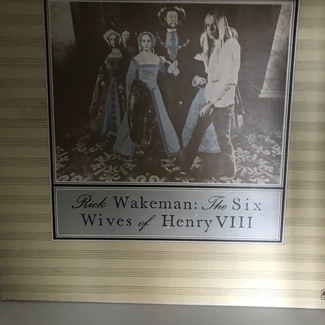 Rick Wakeman: The Six
Wives of Henry VIII